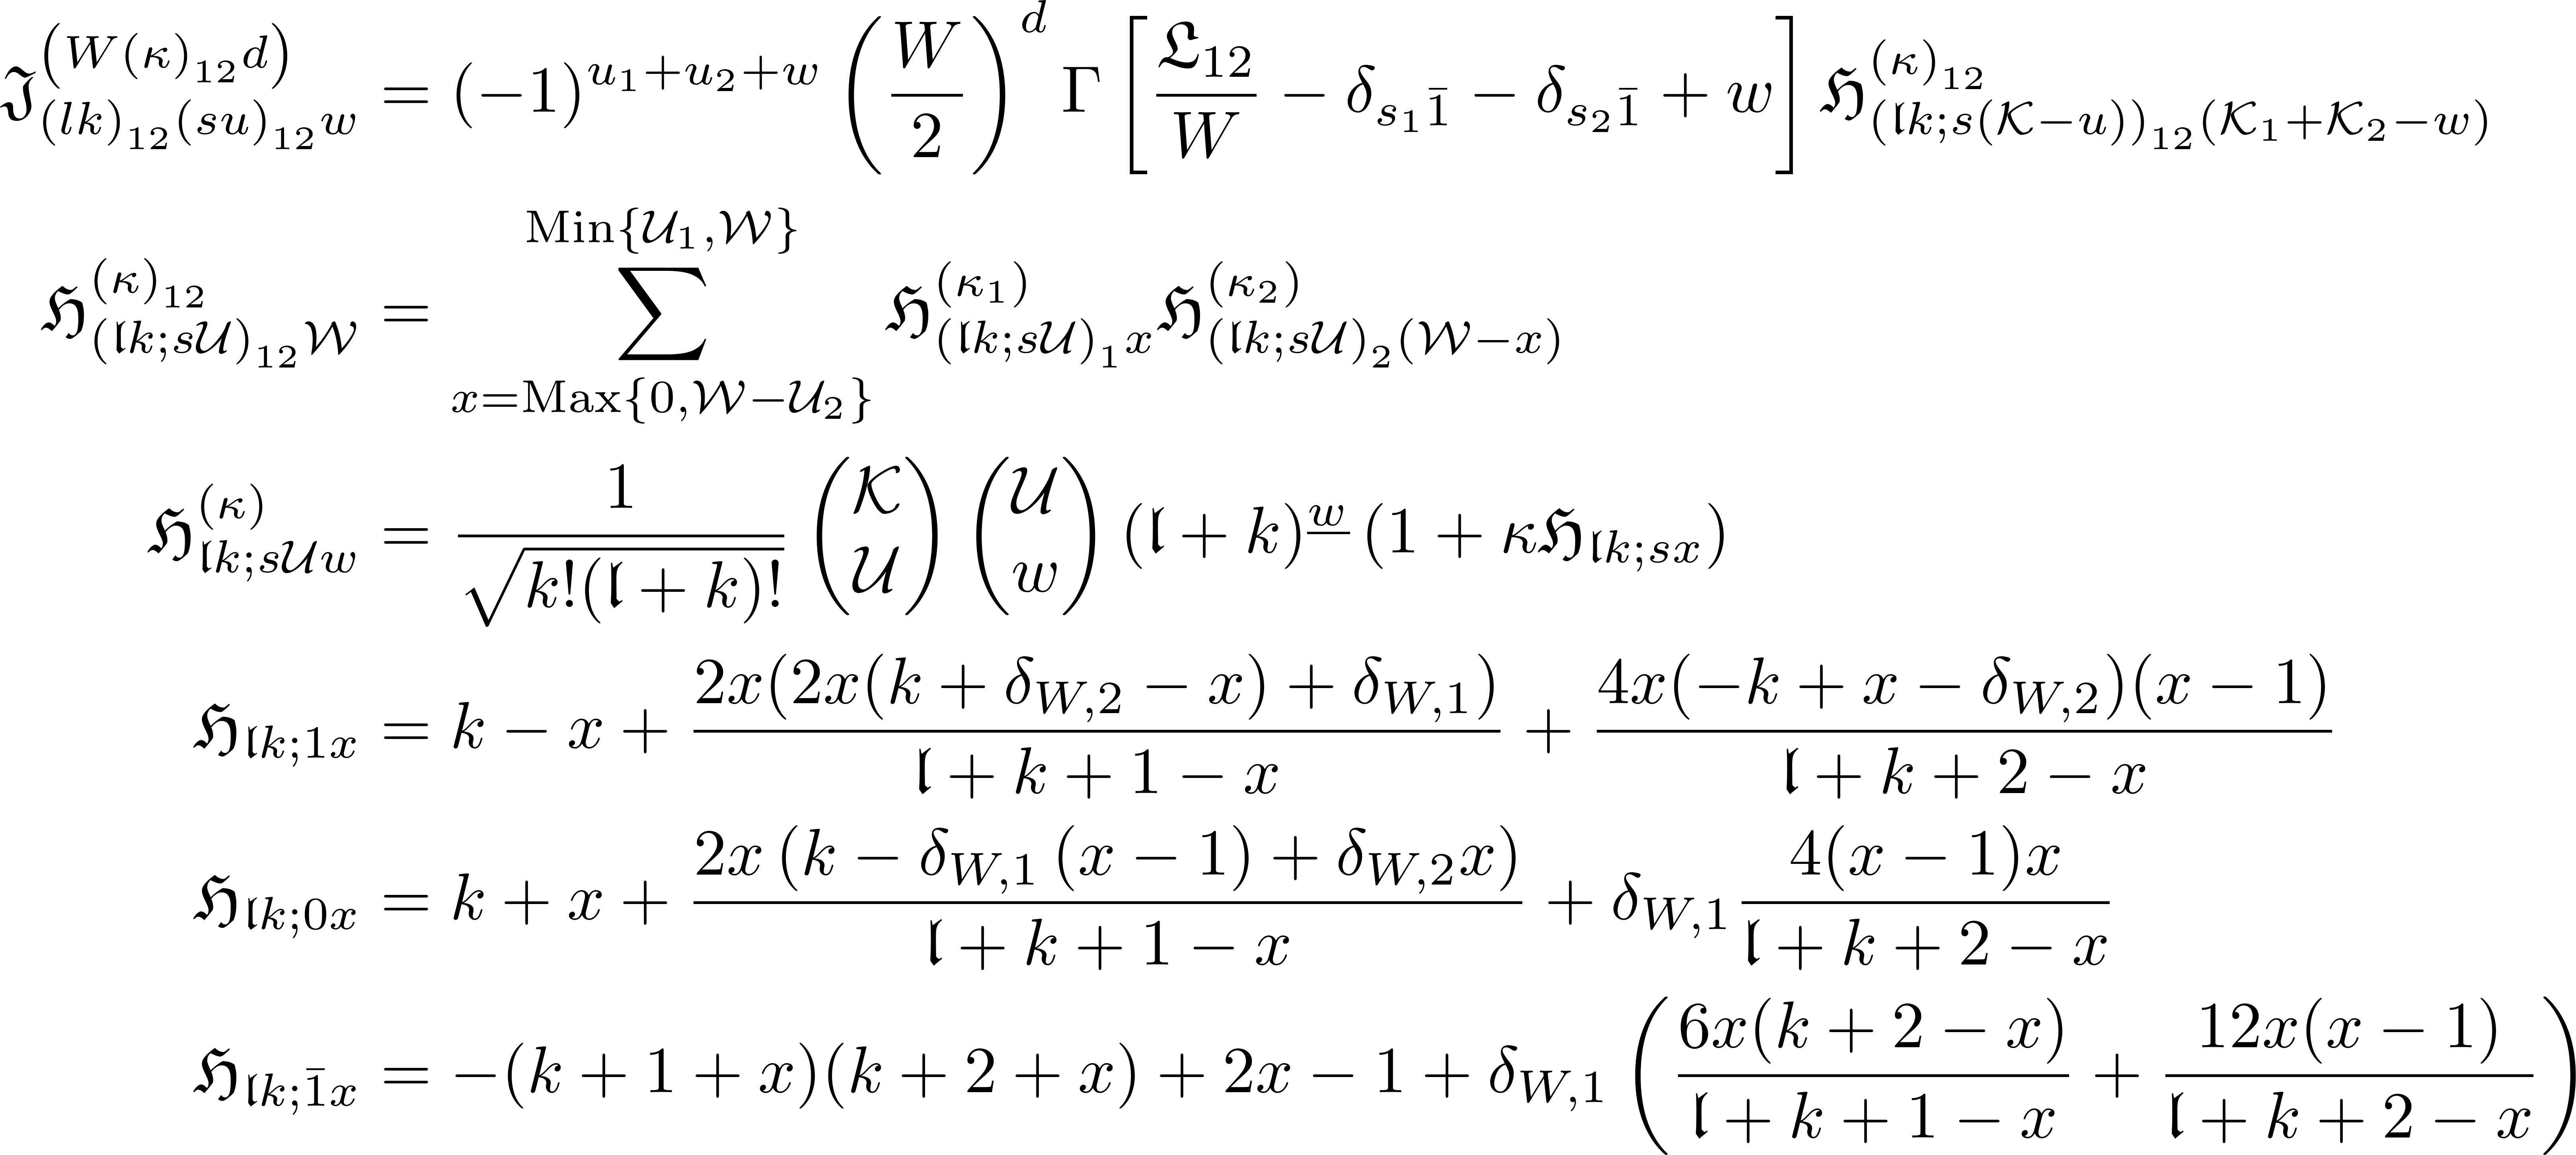 \mathfrak{J}^{\left(W(\kappa)_{12}d\right)}_{(lk)_{12}(su)_{12}w} = (-1)^{u_1+u_2+w} \left(\frac{W}{2}\right)^d \Gamma\left[\frac{\mathfrak{L}_{12}}{W} - \delta_{s_1\bar{1}} - \delta_{s_2\bar{1}} + w\right] \mathfrak{H}^{(\kappa)_{12}}_{(\mathfrak{l}k;s(\mathcal{K}-u))_{12}(\mathcal{K}_1+\mathcal{K}_2-w)}
\mathfrak{H}^{(\kappa)_{12}}_{(\mathfrak{l}k;s\mathcal{U})_{12}\mathcal{W}} = \sum_{x=\text{Max}\{0,\mathcal{W}-\mathcal{U}_2\}}^{\text{Min}\{\mathcal{U}_1,\mathcal{W}\}} \mathfrak{H}^{(\kappa_1)}_{(\mathfrak{l}k;s\mathcal{U})_1x} \mathfrak{H}^{(\kappa_2)}_{(\mathfrak{l}k;s\mathcal{U})_2(\mathcal{W}-x)}
\mathfrak{H}^{(\kappa)}_{\mathfrak{l}k;s\mathcal{U}w} = \frac{1}{\sqrt{k!(\mathfrak{l}+k)!}} \binom{\mathcal{K}}{\mathcal{U}} \binom{\mathcal{U}}{w} (\mathfrak{l}+k)^{\underline{w}} (1+\kappa\mathfrak{H}_{\mathfrak{l}k;sx})
\mathfrak{H}_{\mathfrak{l}k;1x} = k - x + \frac{2x(2x(k+\delta_{W,2}-x)+\delta_{W,1})}{\mathfrak{l}+k+1-x} + \frac{4x(-k+x-\delta_{W,2})(x-1)}{\mathfrak{l}+k+2-x}
\mathfrak{H}_{\mathfrak{l}k;0x} = k + x + \frac{2x\left(k-\delta_{W,1}(x-1)+\delta_{W,2}x\right)}{\mathfrak{l}+k+1-x} + \delta_{W,1}\frac{4(x-1)x}{\mathfrak{l}+k+2-x}
\mathfrak{H}_{\mathfrak{l}k;\bar{1}x} = -(k+1+x)(k+2+x) + 2x - 1 + \delta_{W,1}\left(\frac{6x(k+2-x)}{\mathfrak{l}+k+1-x} + \frac{12x(x-1)}{\mathfrak{l}+k+2-x}\right)